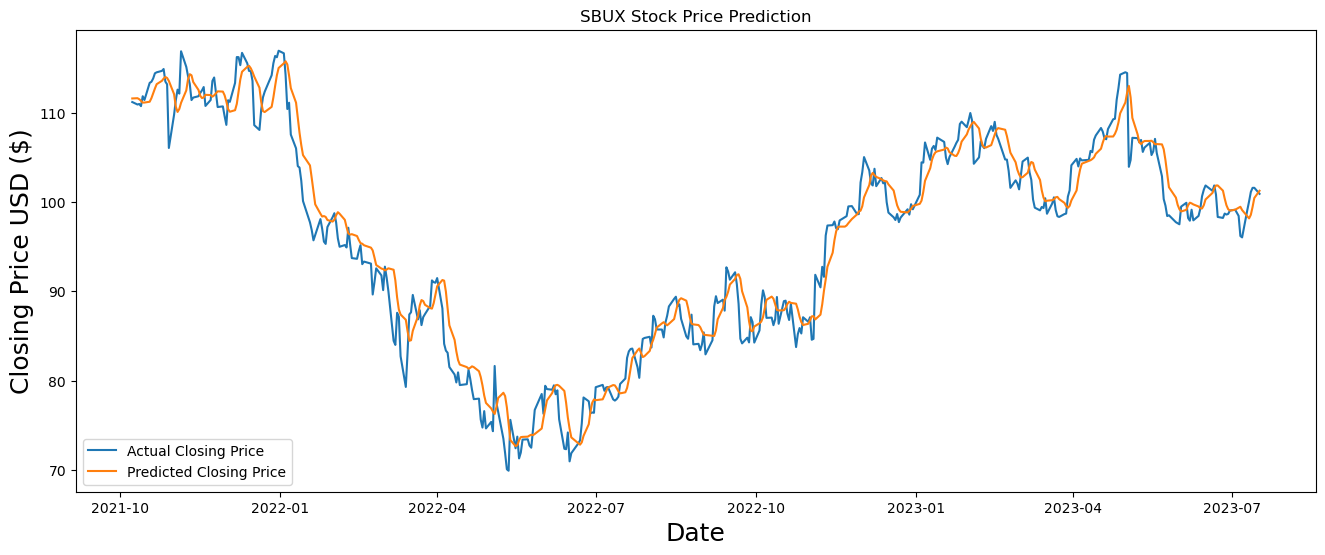 SBUX Stock Price Prediction
Closing Price USD ($)
110
100
90
80
70
Actual Closing Price
Predicted Closing Price
2021-10 2022-01 2022-04 2022-07 2022-10 2023-01 2023-04 2023-07
Date